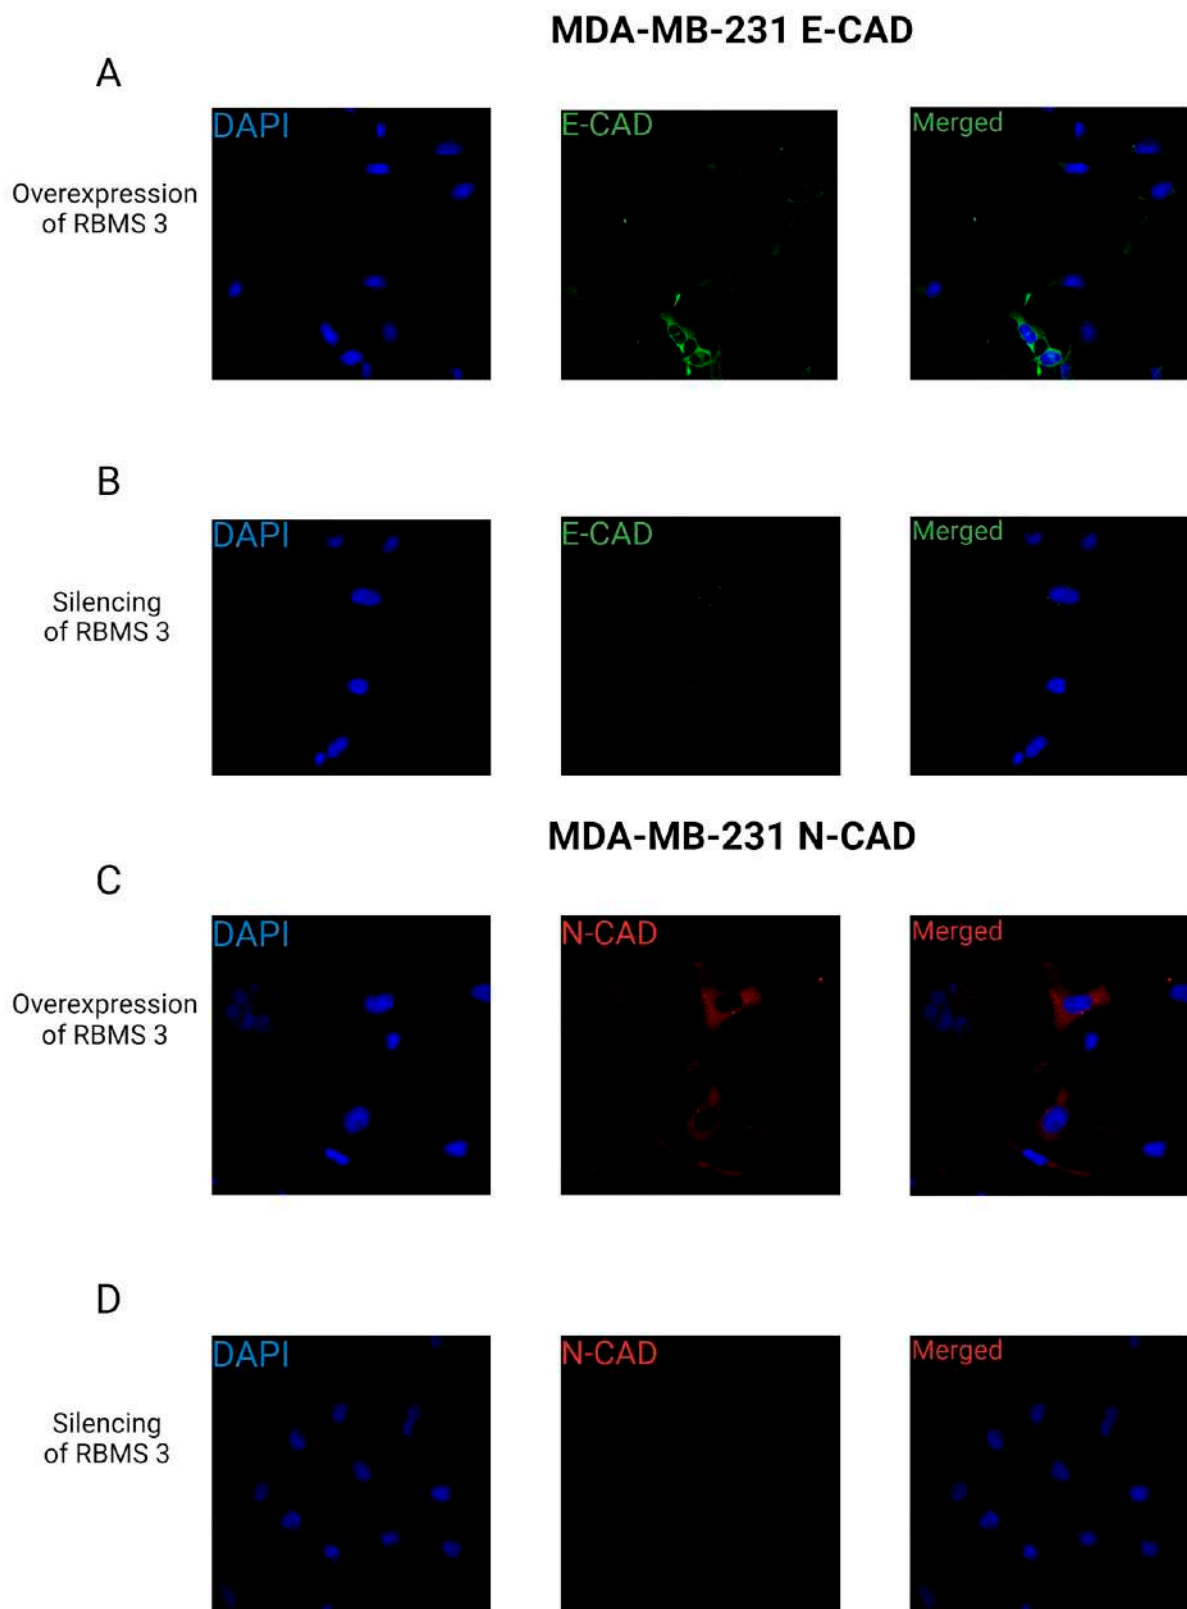 MDA-MB-231 E-CAD
A
Overexpression
of RBMS 3
DAPI
E-CAD
Merged
B
Silencing
of RBMS 3
DAPI
E-CAD
Merged
MDA-MB-231 N-CAD
C
Overexpression
of RBMS 3
DAPI
N-CAD
Merged
D
Silencing
of RBMS 3
DAPI
N-CAD
Merged